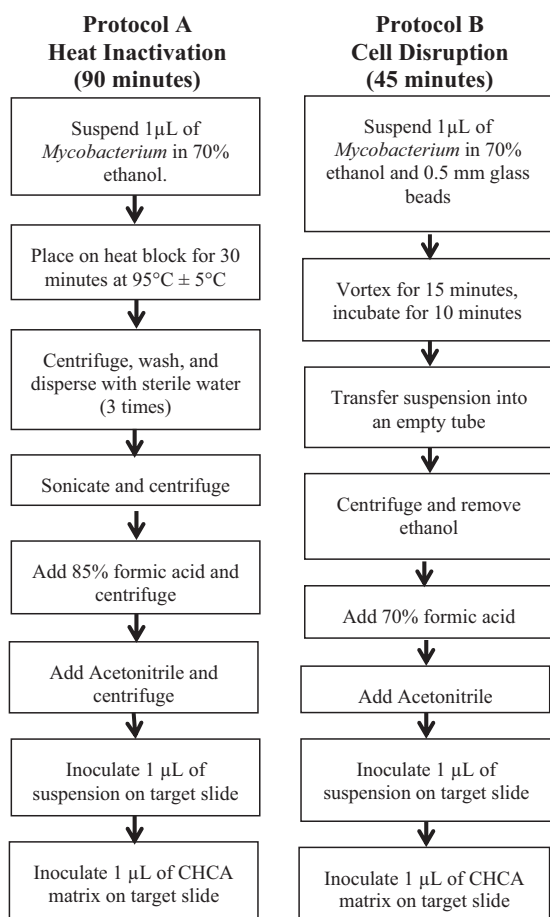 Protocol A
Heat Inactivation
(90 minutes)
Suspend 1µL of
Mycobacterium in 70%
ethanol.
Place on heat block for 30
minutes at 95°C ± 5°C
Centrifuge, wash, and
disperse with sterile water
(3 times)
Sonicate and centrifuge
Add 85% formic acid and
centrifuge
Add Acetonitrile and
centrifuge
Inoculate 1 µL of
suspension on target slide
Inoculate 1 µL of CHCA
matrix on target slide
Protocol B
Cell Disruption
(45 minutes)
Suspend 1µL of
Mycobacterium in 70%
ethanol and 0.5 mm glass
beads
Vortex for 15 minutes,
incubate for 10 minutes
Transfer suspension into
an empty tube
Centrifuge and remove
ethanol
Add 70% formic acid
Add Acetonitrile
Inoculate 1 µL of
suspension on target slide
Inoculate 1 µL of CHCA
matrix on target slide